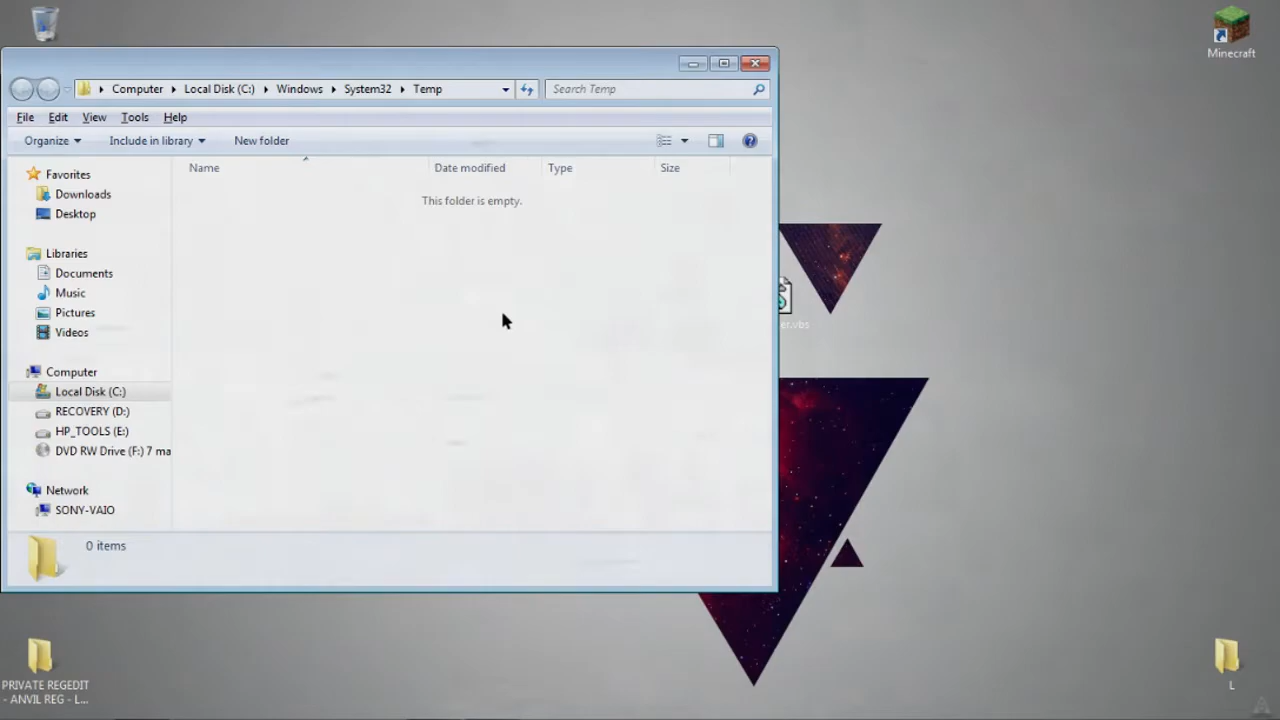 Minecraft
Computer Local Disk (C:) Windows System32 Temp
Search Temp
File Edit View Tools Help
Organize Include in library New folder
Name Date modified Type Size
This folder is empty.
Favorites
Downloads
Desktop
Libraries
Documents
Music
Pictures
Videos
Computer
Local Disk (C:)
RECOVERY (D:)
HP_TOOLS (E:)
DVD RW Drive (F:) 7 ma
Network
SONY-VAIO
0 items
er.vbs
PRIVATE REGEDIT
- ANVIL REG - L...
L